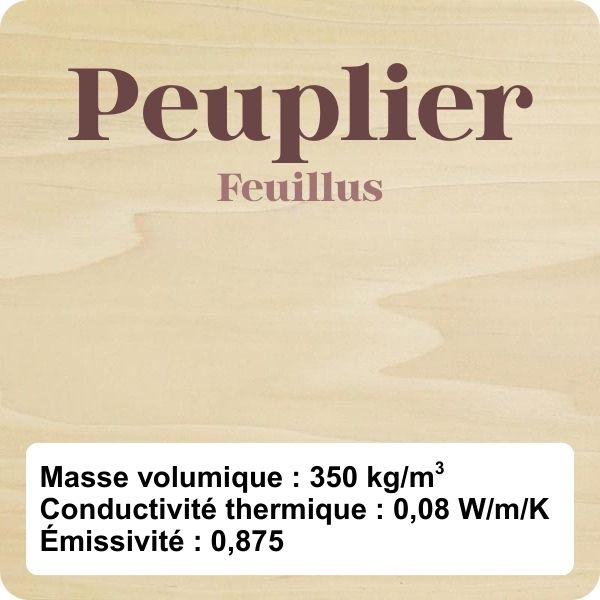 Peuplier
Feuillus
Masse volumique : 350 kg/m³
Conductivité thermique : 0,08 W/m/K
Émissivité : 0,875